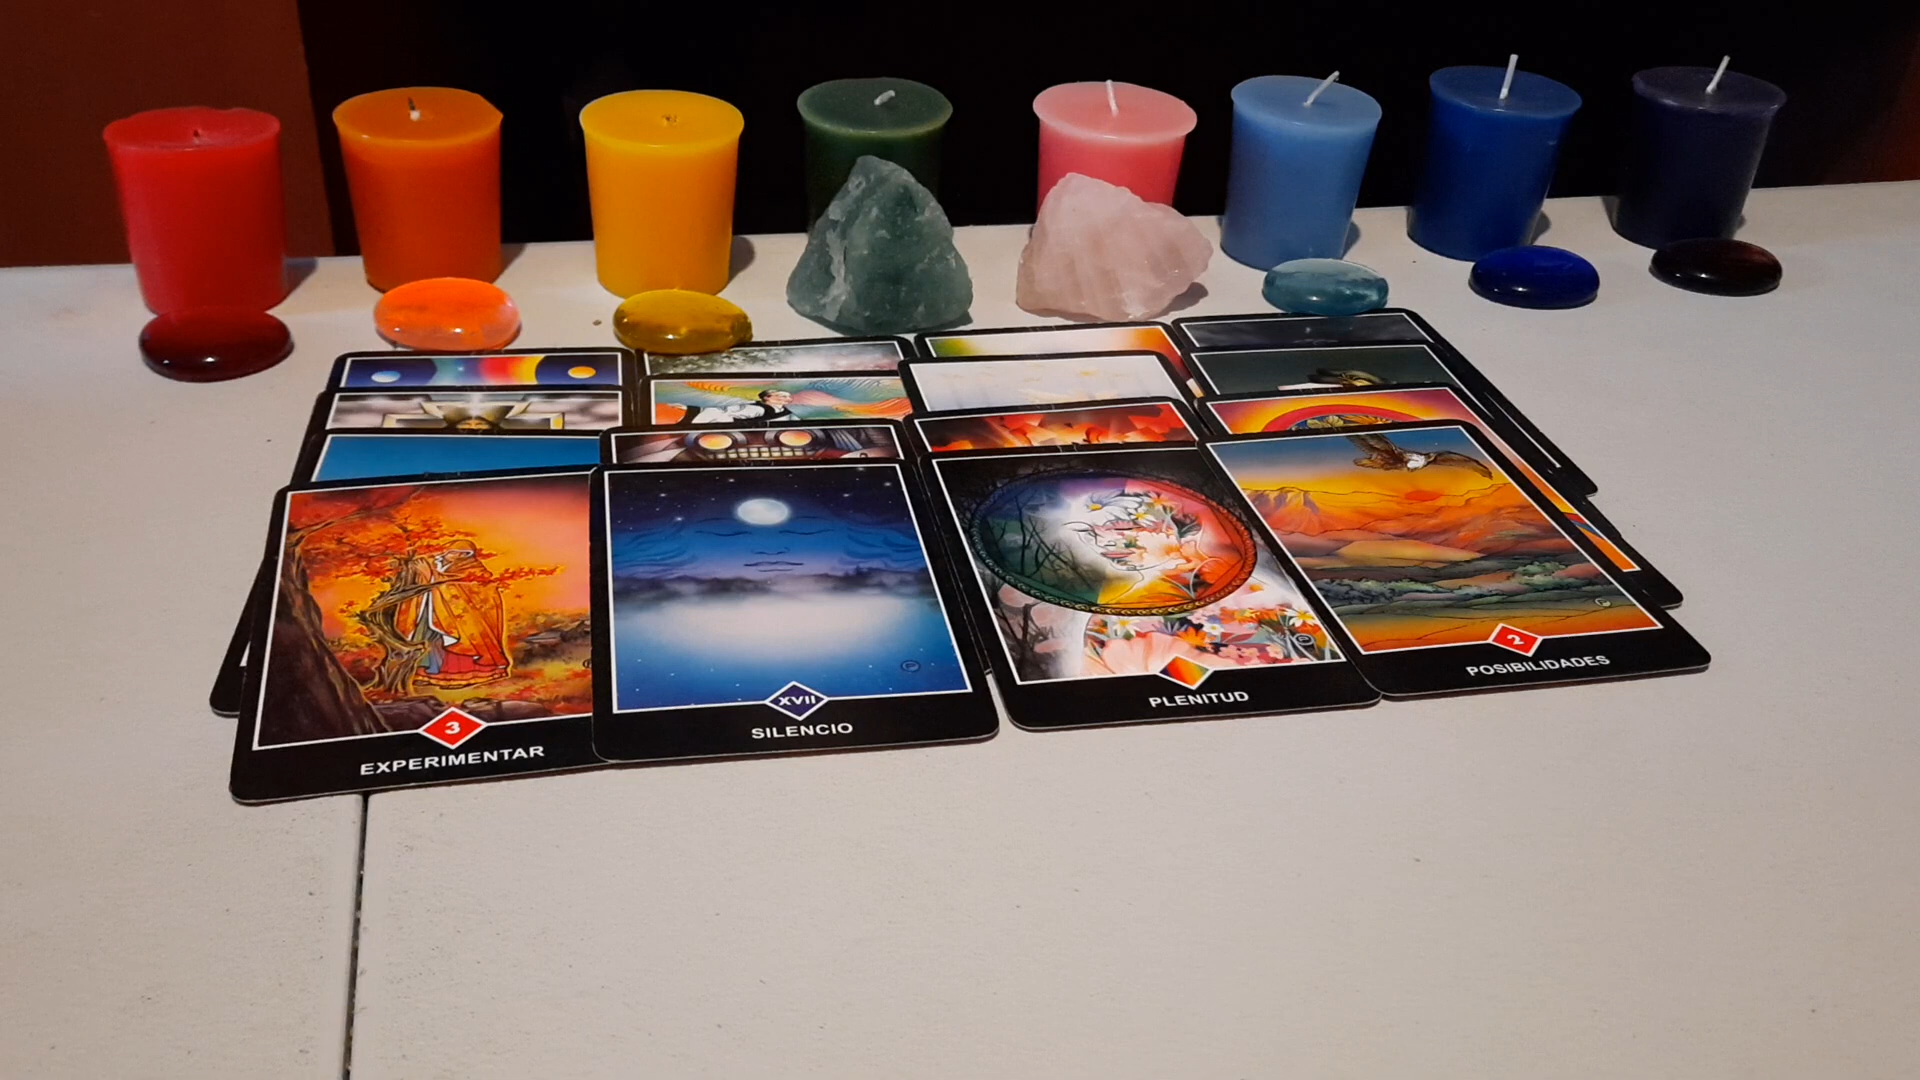 3
EXPERIMENTAR
XVII
SILENCIO
PLENITUD
2
POSIBILIDADES